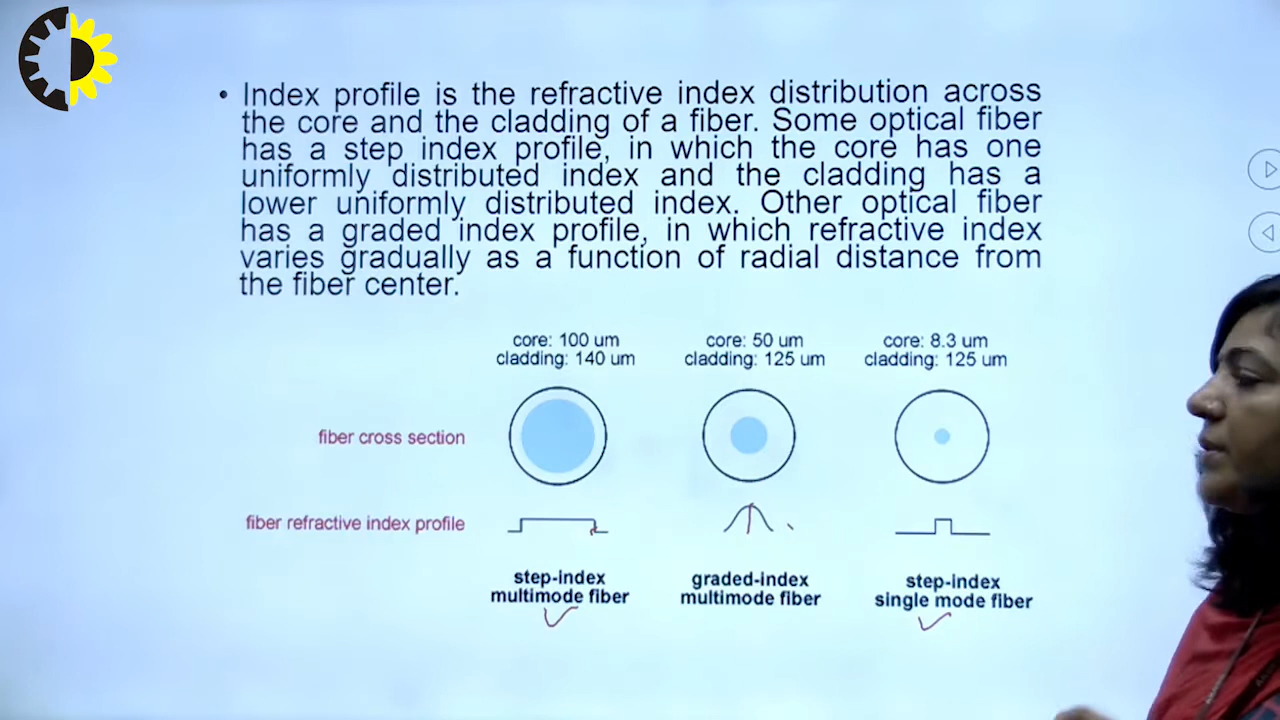 • Index profile is the refractive index distribution across
the core and the cladding of a fiber. Some optical fiber
has a step index profile, in which the core has one
uniformly distributed index and the cladding has a
lower uniformly distributed index. Other optical fiber
has a graded index profile, in which refractive index
varies gradually as a function of radial distance from
the fiber center.
core: 100 um
cladding: 140 um
core: 50 um
cladding: 125 um
core: 8.3 um
cladding: 125 um
fiber cross section
fiber refractive index profile
step-index
multimode fiber
graded-index
multimode fiber
step-index
single mode fiber